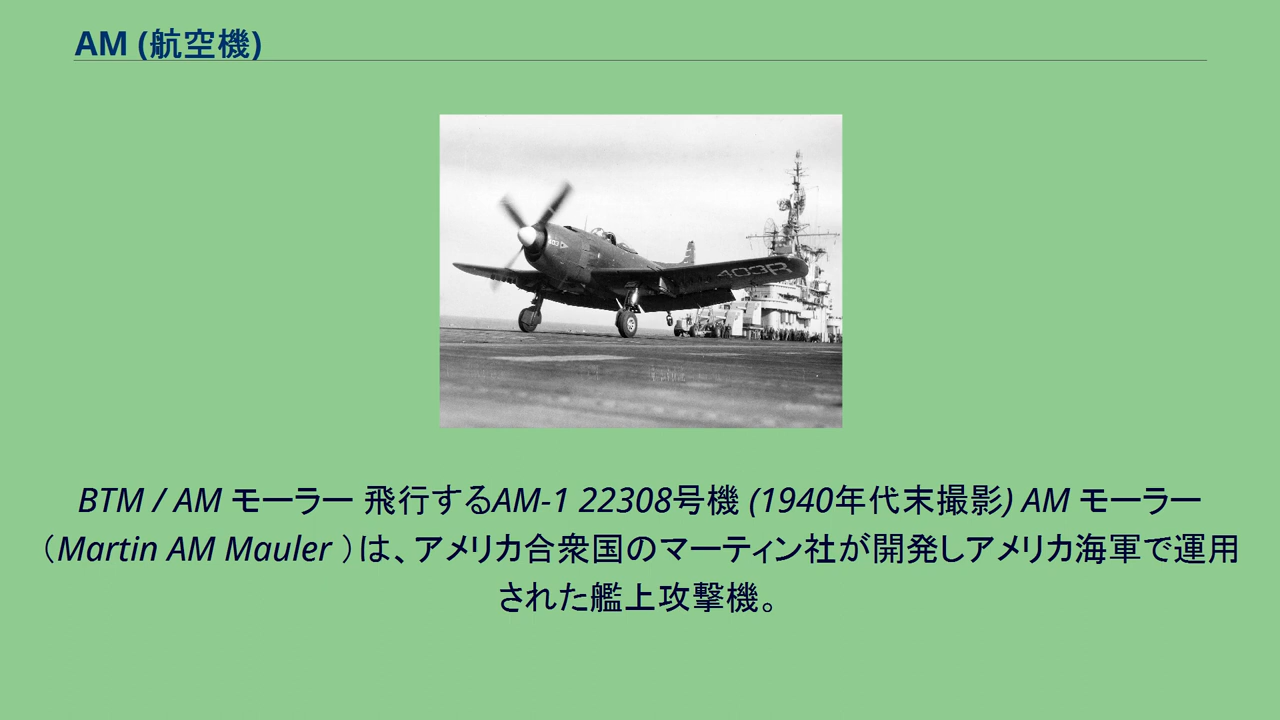 AM (航空機)
403R
BTM / AM モーラー 飛行するAM-1 22308号機 (1940年代末撮影) AM モーラー
（Martin AM Mauler ）は、アメリカ合衆国のマーティン社が開発しアメリカ海軍で運用
された艦上攻撃機。